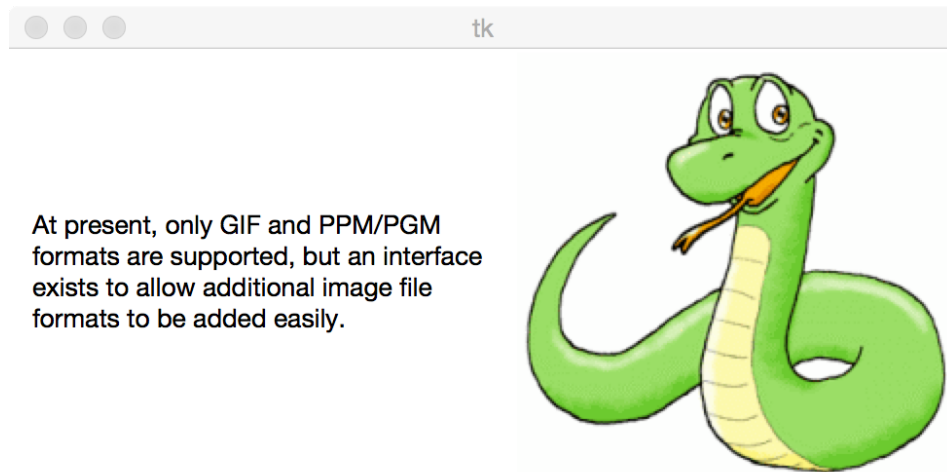 tk
At present, only GIF and PPM/PGM
formats are supported, but an interface
exists to allow additional image file
formats to be added easily.